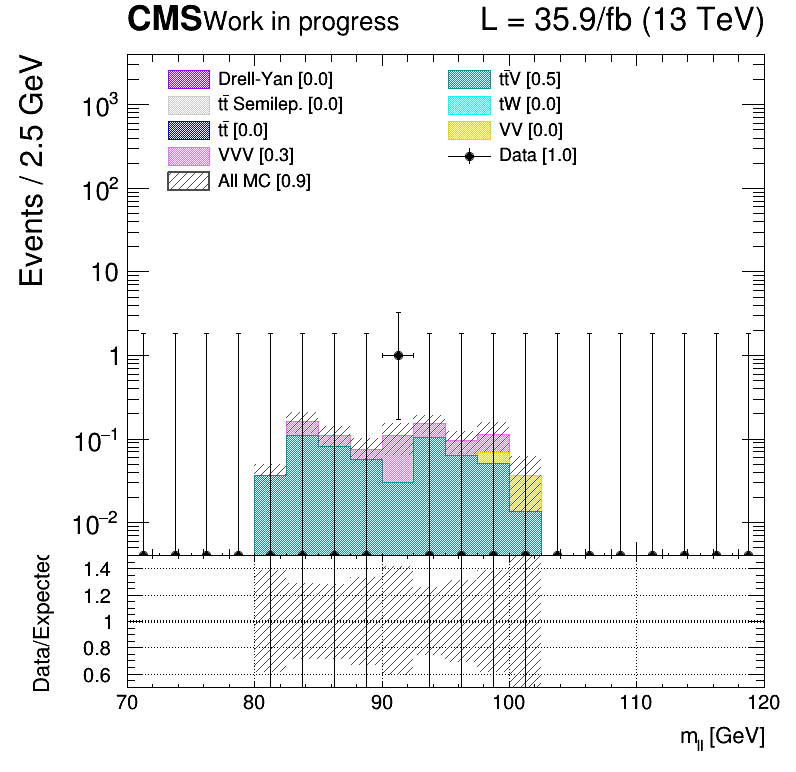 CMS Work in progress L = 35.9/fb (13 TeV)
Events / 2.5 GeV
Drell-Yan [0.0]
tt̄ Semilep. [0.0]
tt̄ [0.0]
VVV [0.3]
All MC [0.9]
tt̄V [0.5]
tW [0.0]
VV [0.0]
Data [1.0]
10³
10²
10
1
10⁻¹
10⁻²
Data/Expected
1.4
1.2
1
0.8
0.6
70 80 90 100 110 120
m_ll [GeV]